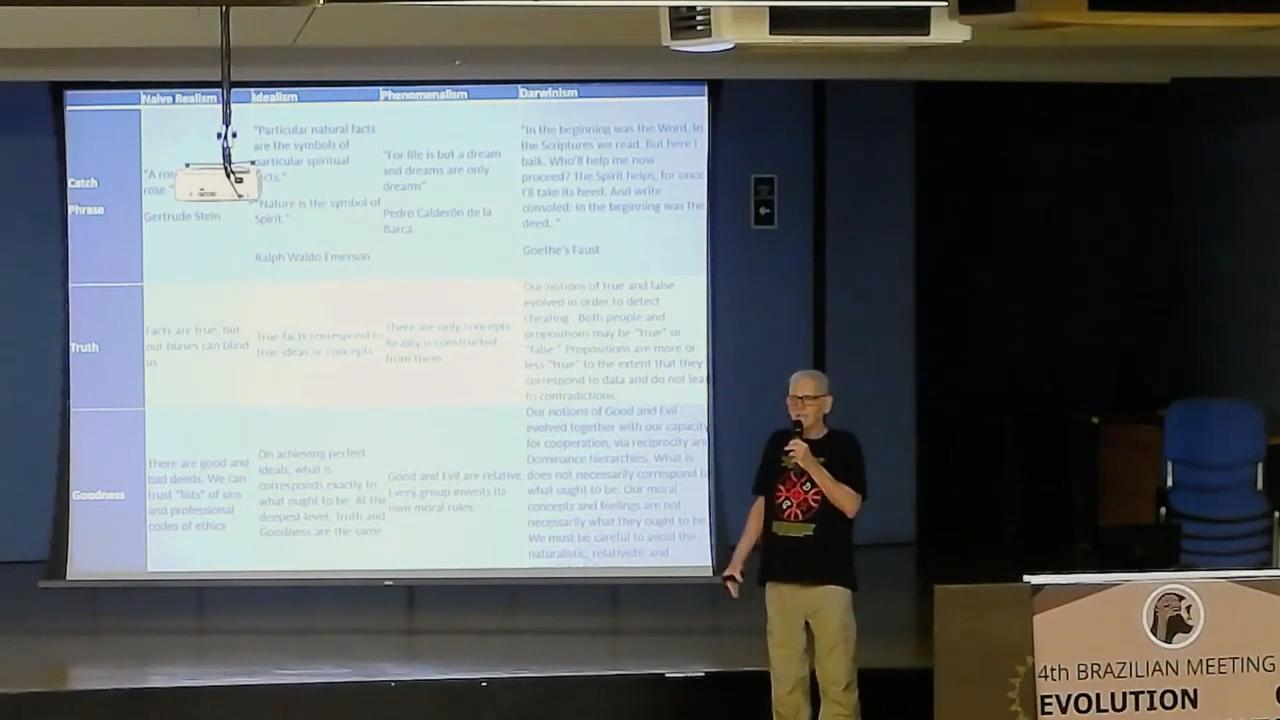 Naive Realism
Idealism
Phenomenalism
Darwinism
Catch
Phrase
"A
rose
Gertrude Stein
"Particular natural facts
are the symbols of
particular spiritual
"Nature is the symbol of
Spirit."
Ralph Waldo Emerson
"For life is but a dream
and dreams are only
dreams"
Pedro Calderón de la
Barca
"In the beginning was the Word. In
the Scriptures we read. But here I
balk. Who'll help me now
proceed? The Spirit helps, for once
I'll take its heed. And write
consoled: In the beginning was the
deed.."
Goethe's Faust
Truth
Facts are true, but
our biases can blind
us
True facts correspond to
true ideas or concepts
There are only concepts
Reality is constructed
from them
Our notions of true and false
evolved in order to detect
cheating. Both people and
propositions may be "true" or
"false." Propositions are more or
less "true" to the extent that they
correspond to data and do not lead
to contradictions.
Goodness
There are good and
bad deeds. We can
trust "lists" of sins
and professional
codes of ethics
On achieving perfect
Ideals, what is
corresponds exactly to
what ought to be. At the
deepest level, Truth and
Goodness are the same
Good and Evil are relative.
Every group invents its
own moral rules.
Our notions of Good and Evil
evolved together with our capacity
for cooperation, via reciprocity and
Dominance hierarchies. What is
does not necessarily correspond to
what ought to be. Our moral
concepts and feelings are not
necessarily what they ought to be.
We must be careful to avoid the
naturalistic, relativistic and
4th BRAZILIAN MEETING
EVOLUTION